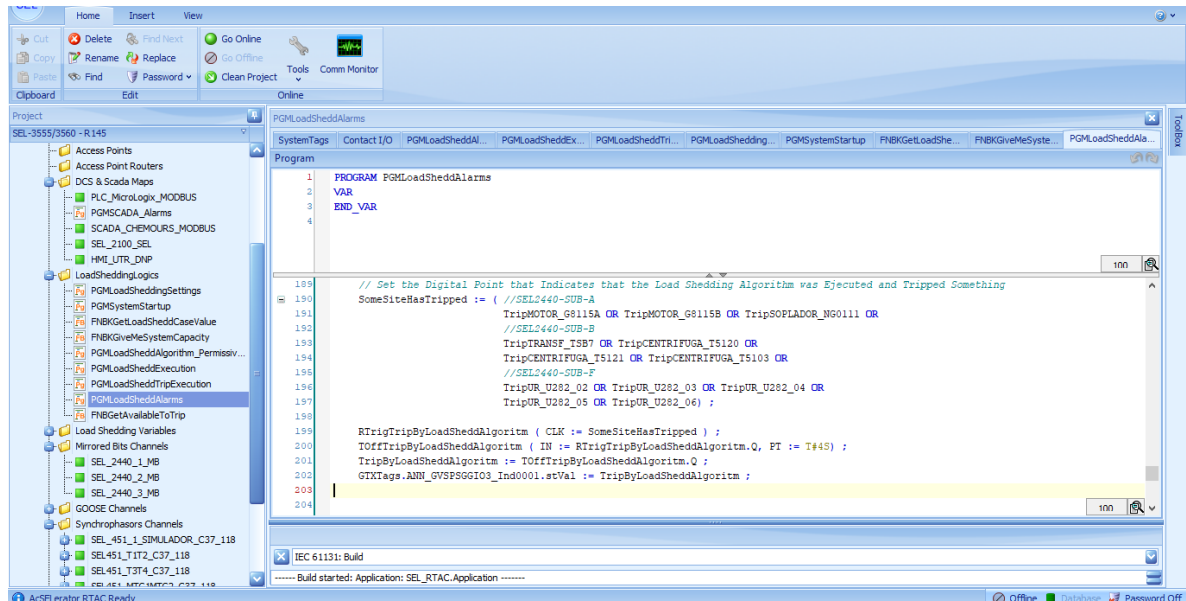 SEL
Home Insert View
Cut
Copy
Paste
Clipboard
Delete
Rename
Find
Find Next
Replace
Password
Edit
Go Online
Go Offline
Clean Project
Tools
Comm Monitor
Online
Project
SEL-3555/3560 - R145
Access Points
Access Point Routers
DCS & Scada Maps
PLC_MicroLogix_MODBUS
PGMSCADA_Alarms
SCADA_CHEMOURS_MODBUS
SEL_2100_SEL
HMI_UTR_DNP
LoadSheddingLogics
PGMLoadSheddingSettings
PGMSystemStartup
FNBKGetLoadSheddCaseValue
FNBKGiveMeSystemCapacity
PGMLoadSheddAlgorithm_Permissiv...
PGMLoadSheddExecution
PGMLoadSheddTripExecution
PGMLoadSheddAlarms
FNBGetAvailableToTrip
Load Shedding Variables
Mirrored Bits Channels
SEL_2440_1_MB
SEL_2440_2_MB
SEL_2440_3_MB
GOOSE Channels
Synchrophasors Channels
SEL_451_1_SIMULADOR_C37_118
SEL451_T1T2_C37_118
SEL451_T3T4_C37_118
SEL451_MTG1MTG2_C37_118
PGMLoadSheddAlarms
SystemTags Contact I/O PGMLoadSheddAl... PGMLoadSheddEx... PGMLoadSheddTri... PGMLoadShedding... PGMSystemStartup FNBKGetLoadShe... FNBKGiveMeSyste... PGMLoadSheddAla...
ToolBox
Program
1 PROGRAM PGMLoadSheddAlarms
2 VAR
3 END_VAR
4
100
189 // Set the Digital Point that Indicates that the Load Shedding Algorithm was Ejecuted and Tripped Something
190 SomeSiteHasTripped := ( //SEL2440-SUB-A
191 TripMOTOR_G8115A OR TripMOTOR_G8115B OR TripSOPLADOR_NG0111 OR
192 //SEL2440-SUB-B
193 TripTRANSF_TSB7 OR TripCENTRIFUGA_T5120 OR
194 TripCENTRIFUGA_T5121 OR TripCENTRIFUGA_T5103 OR
195 //SEL2440-SUB-F
196 TripUR_U282_02 OR TripUR_U282_03 OR TripUR_U282_04 OR
197 TripUR_U282_05 OR TripUR_U282_06) ;
198
199 RTrigTripByLoadSheddAlgoritm ( CLK := SomeSiteHasTripped ) ;
200 TOffTripByLoadSheddAlgoritm ( IN := RTrigTripByLoadSheddAlgoritm.Q, PT := T#4S) ;
201 TripByLoadSheddAlgoritm := TOffTripByLoadSheddAlgoritm.Q ;
202 GTXTags.ANN_GVSPSGGIO3_Ind0001.stVal := TripByLoadSheddAlgoritm ;
203
204
100
IEC 61131: Build
------ Build started: Application: SEL_RTAC.Application -------
AcSELerator RTAC Ready
Offline Database Password Off